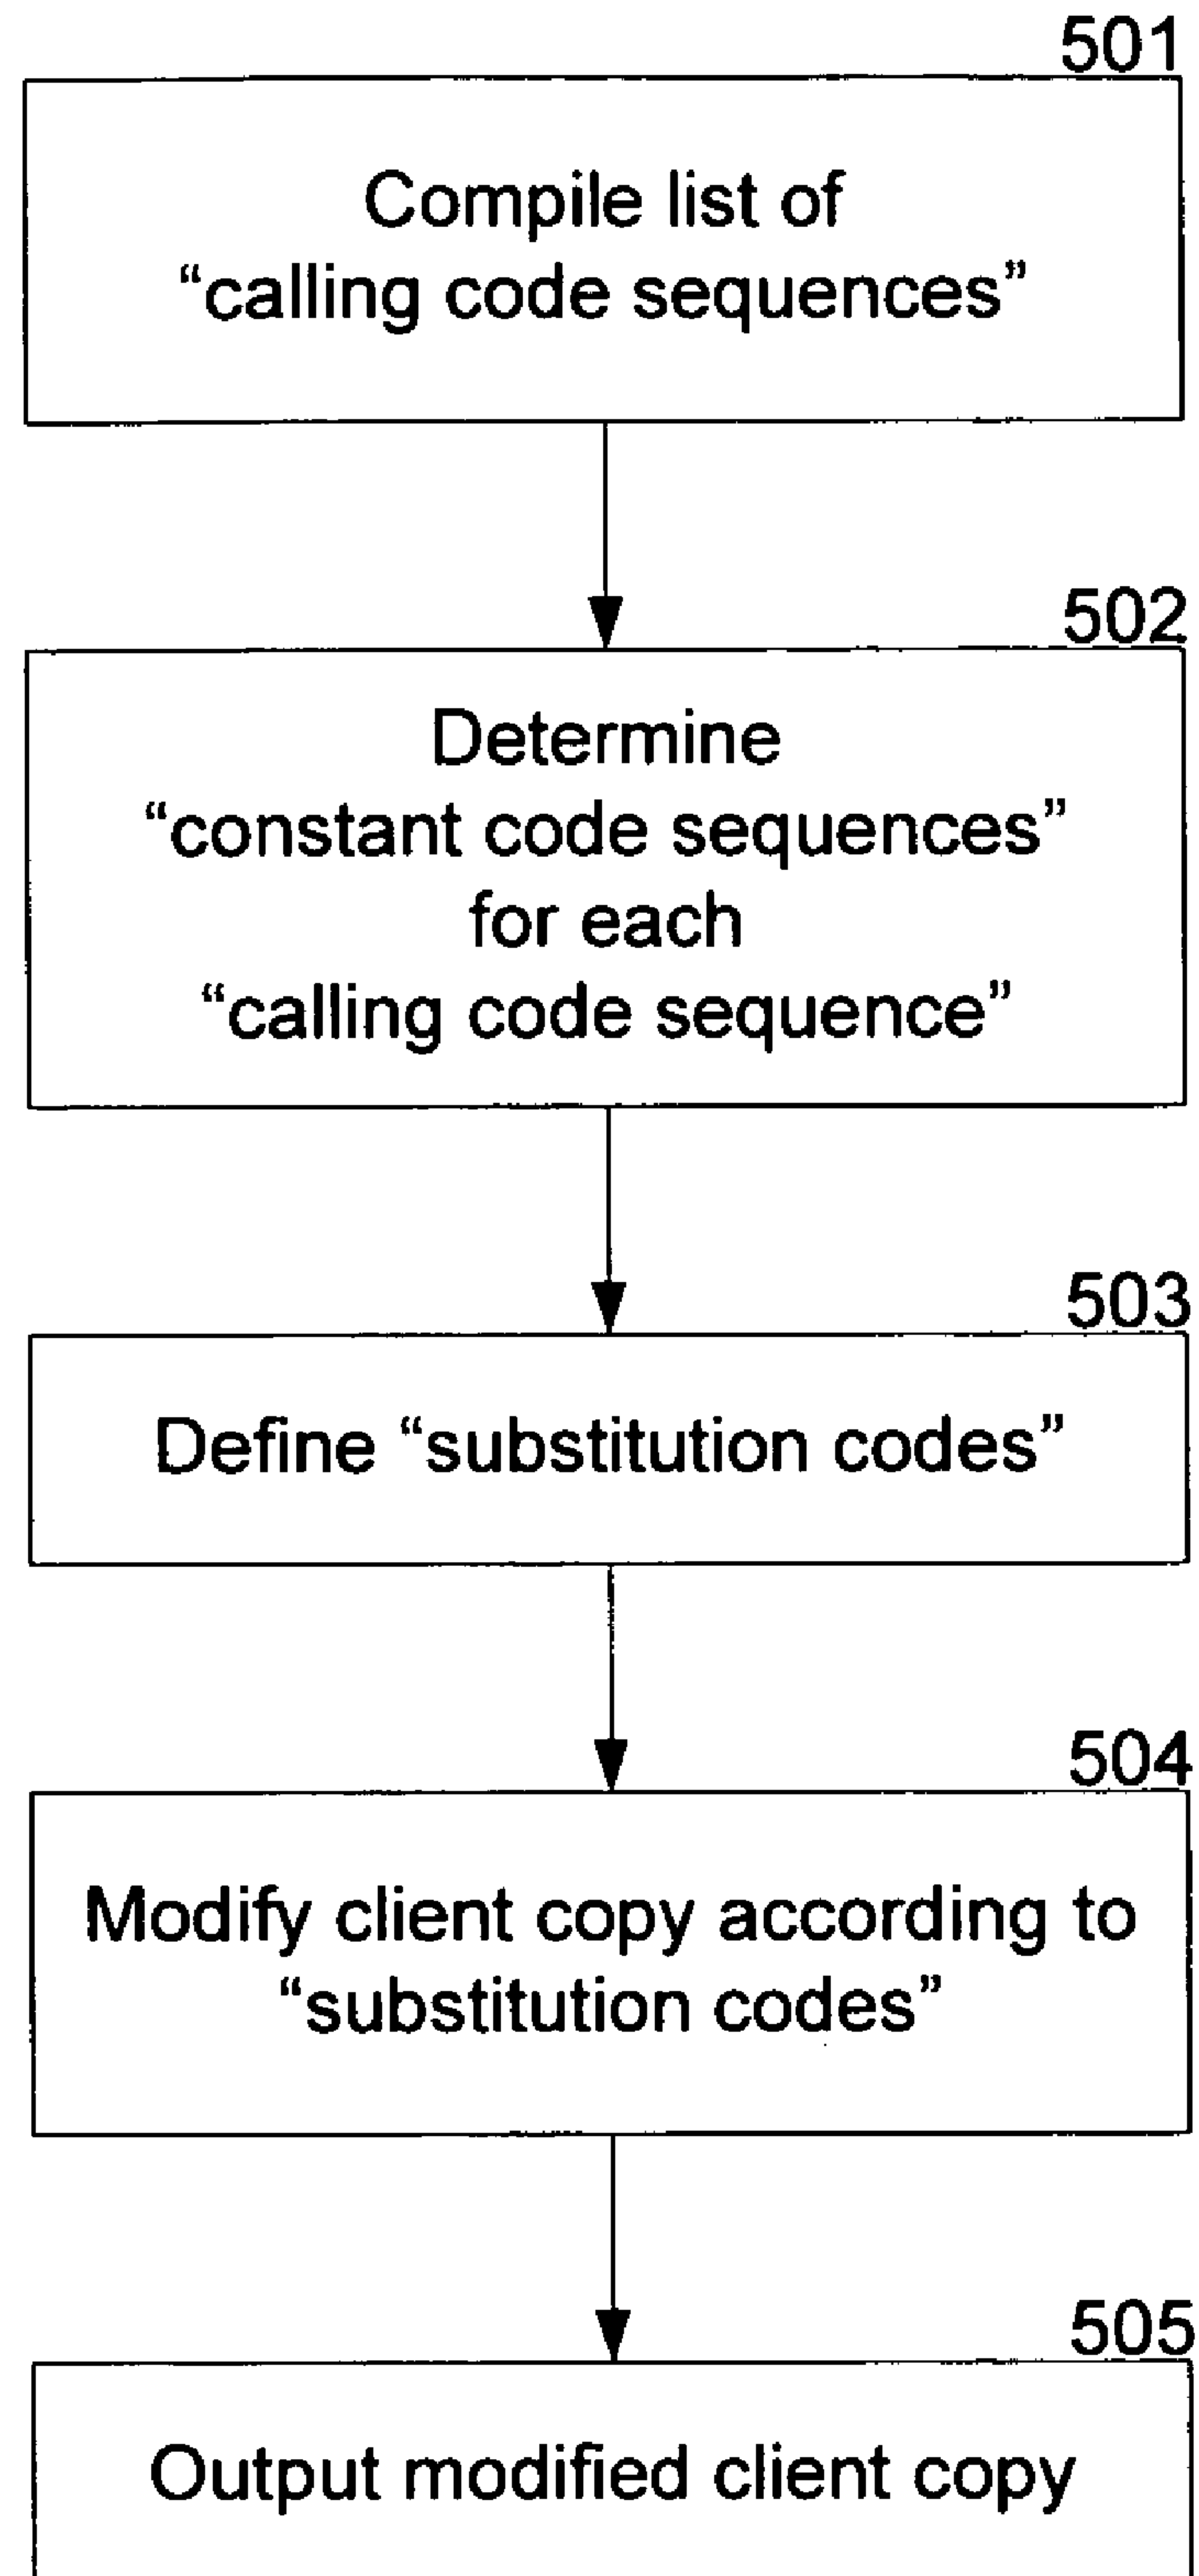 501
Compile list of
“calling code sequences”
502
Determine
“constant code sequences”
for each
“calling code sequence”
503
Define “substitution codes”
504
Modify client copy according to
“substitution codes”
505
Output modified client copy